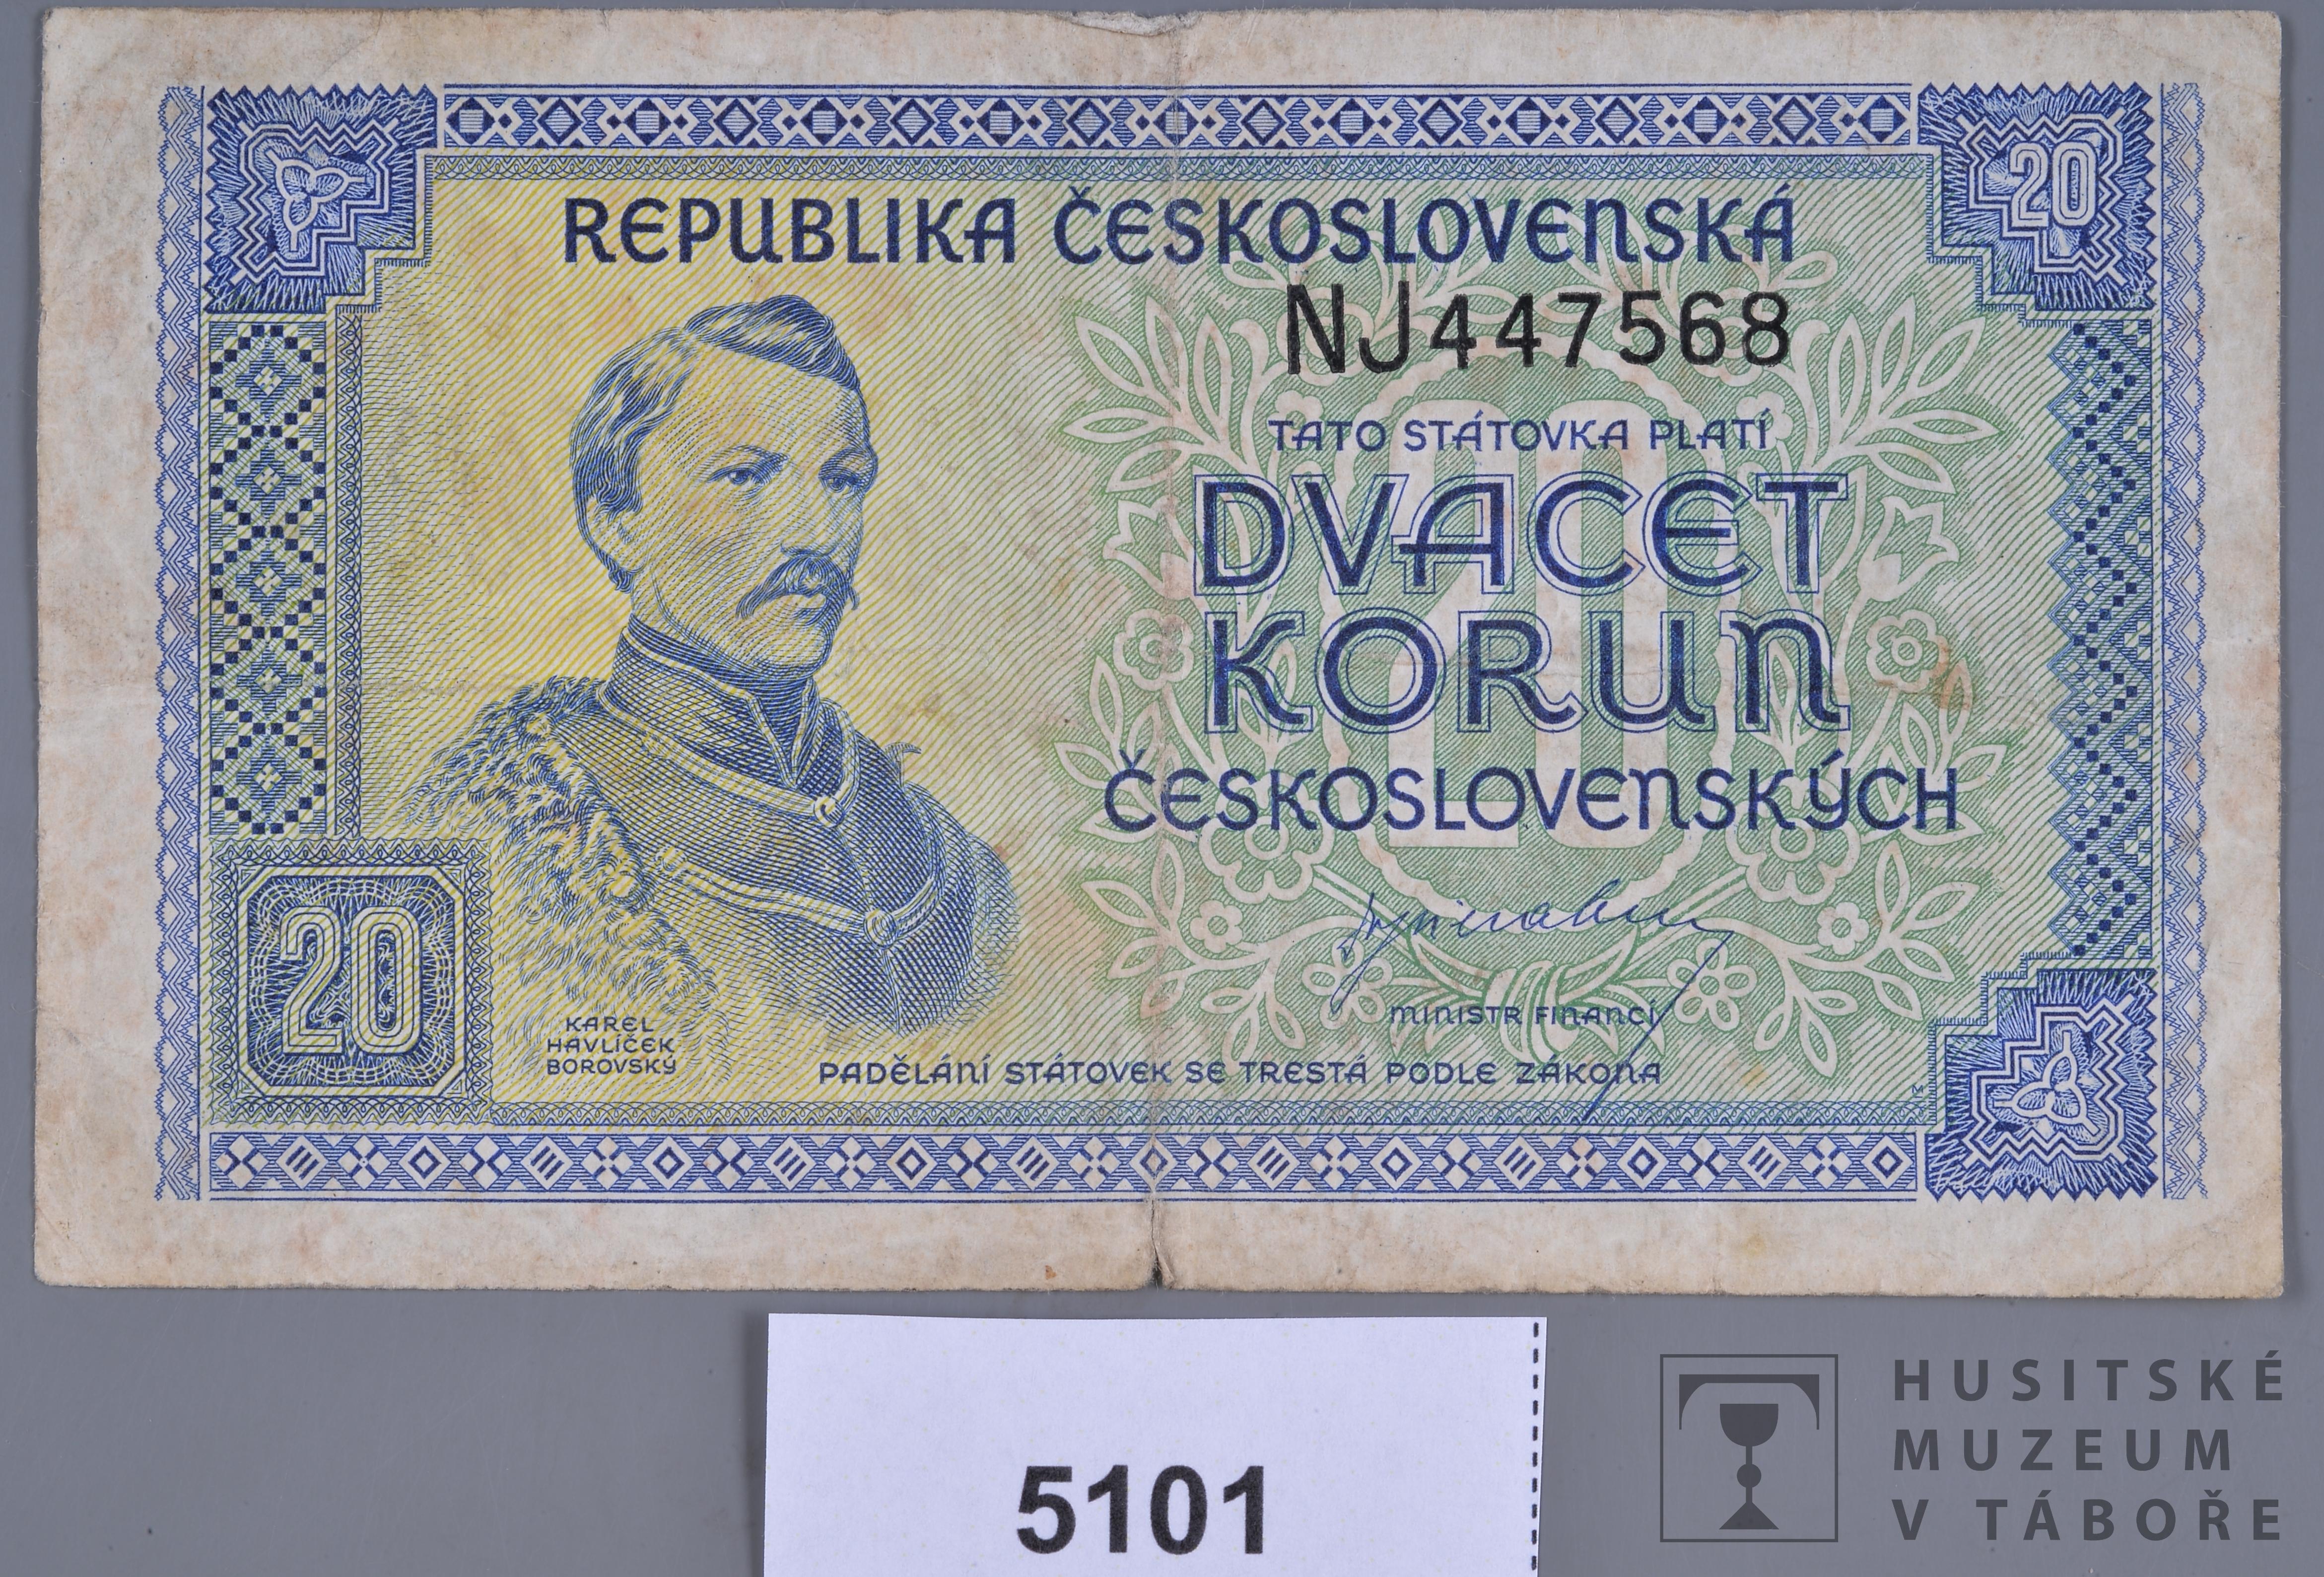 20
REPUBLIKA ČESKOSLOVENSKÁ
NJ447568
TATO STÁTOVKA PLATÍ
DVACET
KORUN
ČESKOSLOVENSKÝCH
20
20
KAREL
HAVLÍČEK
BOROVSKÝ
MINISTR FINANCÍ
PADĚLÁNÍ STÁTOVEK SE TRESTÁ PODLE ZÁKONA
5101
HUSITSKÉ
MUZEUM
V TÁBOŘE